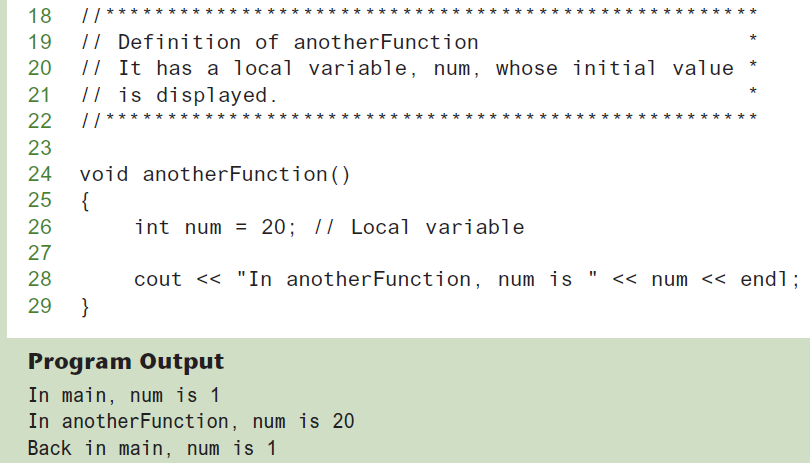 18 //*****************************************************
19 // Definition of anotherFunction *
20 // It has a local variable, num, whose initial value *
21 // is displayed. *
22 //*****************************************************
23
24 void anotherFunction()
25 {
26 int num = 20; // Local variable
27
28 cout << "In anotherFunction, num is " << num << endl;
29 }
Program Output
In main, num is 1
In anotherFunction, num is 20
Back in main, num is 1